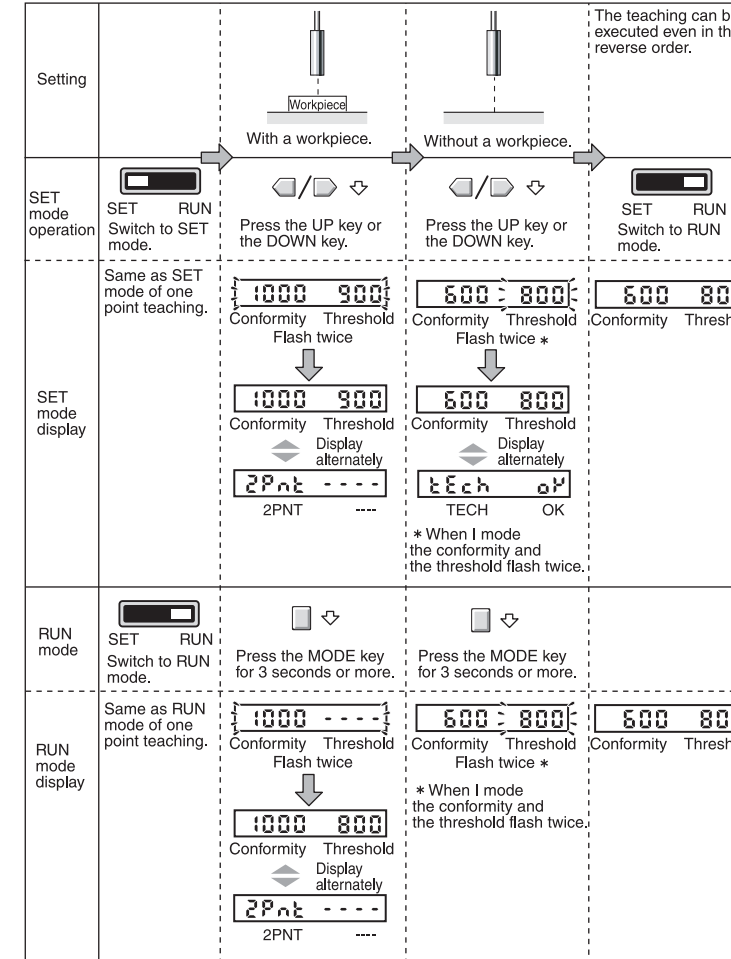 The teaching can b
executed even in th
reverse order.
Setting
Workpiece
With a workpiece.
Without a workpiece.
SET
mode
operation
SET RUN
Switch to SET
mode.
Press the UP key or
the DOWN key.
Press the UP key or
the DOWN key.
SET RUN
Switch to RUN
mode.
SET
mode
display
Same as SET
mode of one
point teaching.
1000 900
Conformity Threshold
Flash twice
1000 900
Conformity Threshold
Display
alternately
2Pnt ----
2PNT ----
600 800
Conformity Threshold
Flash twice *
600 800
Conformity Threshold
Display
alternately
tEch oK
TECH OK
* When I mode
the conformity and
the threshold flash twice.
600 80
Conformity Thresh
RUN
mode
SET RUN
Switch to RUN
mode.
Press the MODE key
for 3 seconds or more.
Press the MODE key
for 3 seconds or more.
RUN
mode
display
Same as RUN
mode of one
point teaching.
1000 ----
Conformity Threshold
Flash twice
1000 800
Conformity Threshold
Display
alternately
2Pnt ----
2PNT ----
600 800
Conformity Threshold
Flash twice *
* When I mode
the conformity and
the threshold flash twice.
600 80
Conformity Thresh